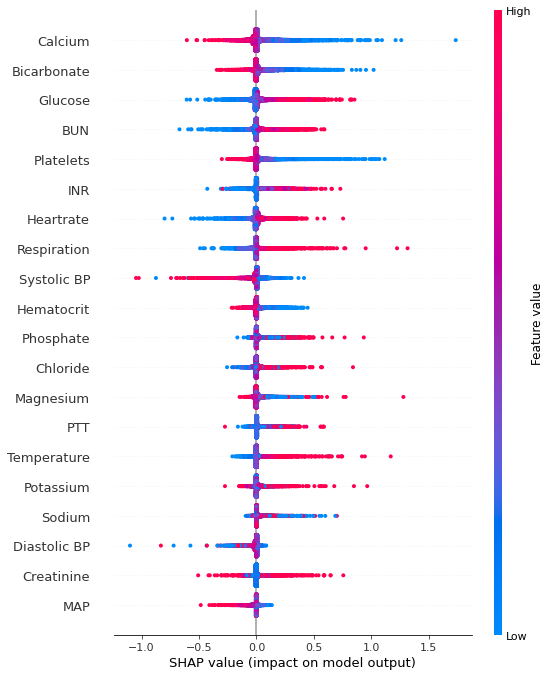 High
Calcium
Bicarbonate
Glucose
BUN
Platelets
INR
Heartrate
Respiration
Systolic BP
Hematocrit
Phosphate
Chloride
Magnesium
PTT
Temperature
Potassium
Sodium
Diastolic BP
Creatinine
MAP
Feature value
Low
−1.0 −0.5 0.0 0.5 1.0 1.5
SHAP value (impact on model output)